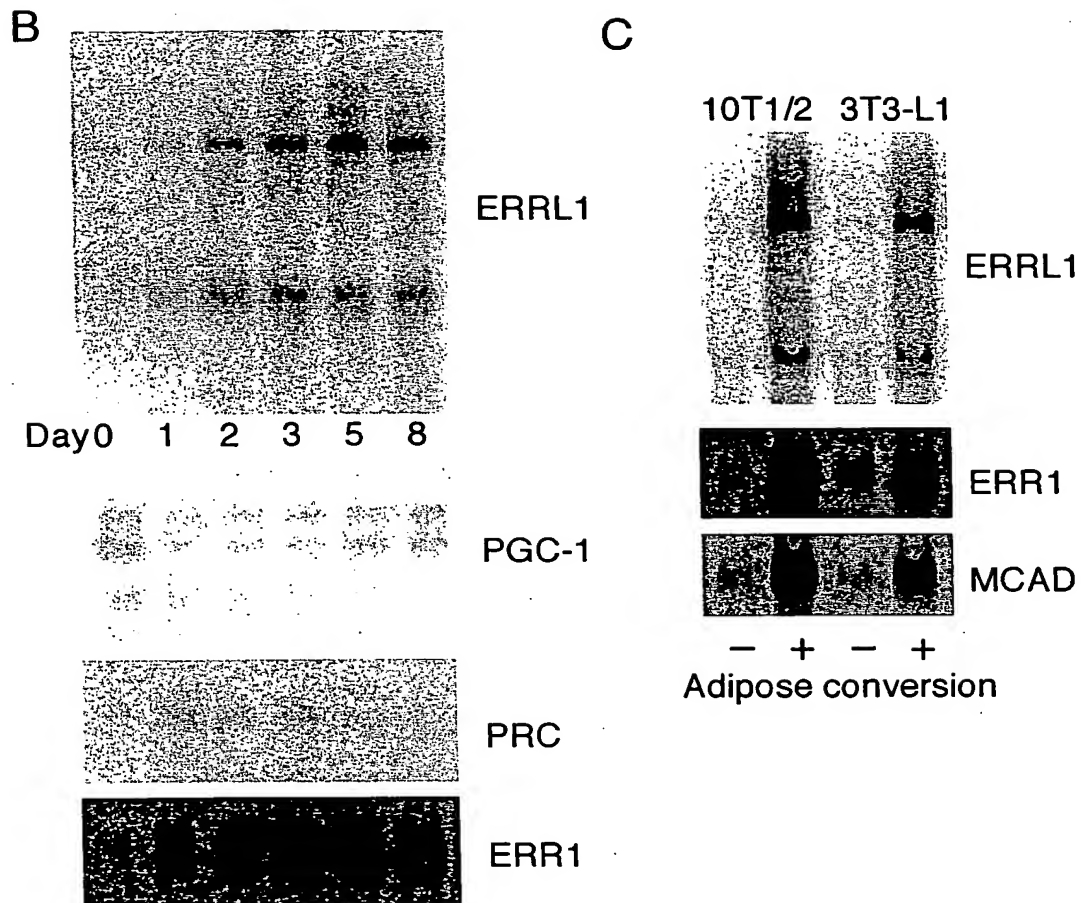 B
ERRL1
Day0 1 2 3 5 8
PGC-1
PRC
ERR1
C
10T1/2 3T3-L1
ERRL1
ERR1
MCAD
− + − +
Adipose conversion